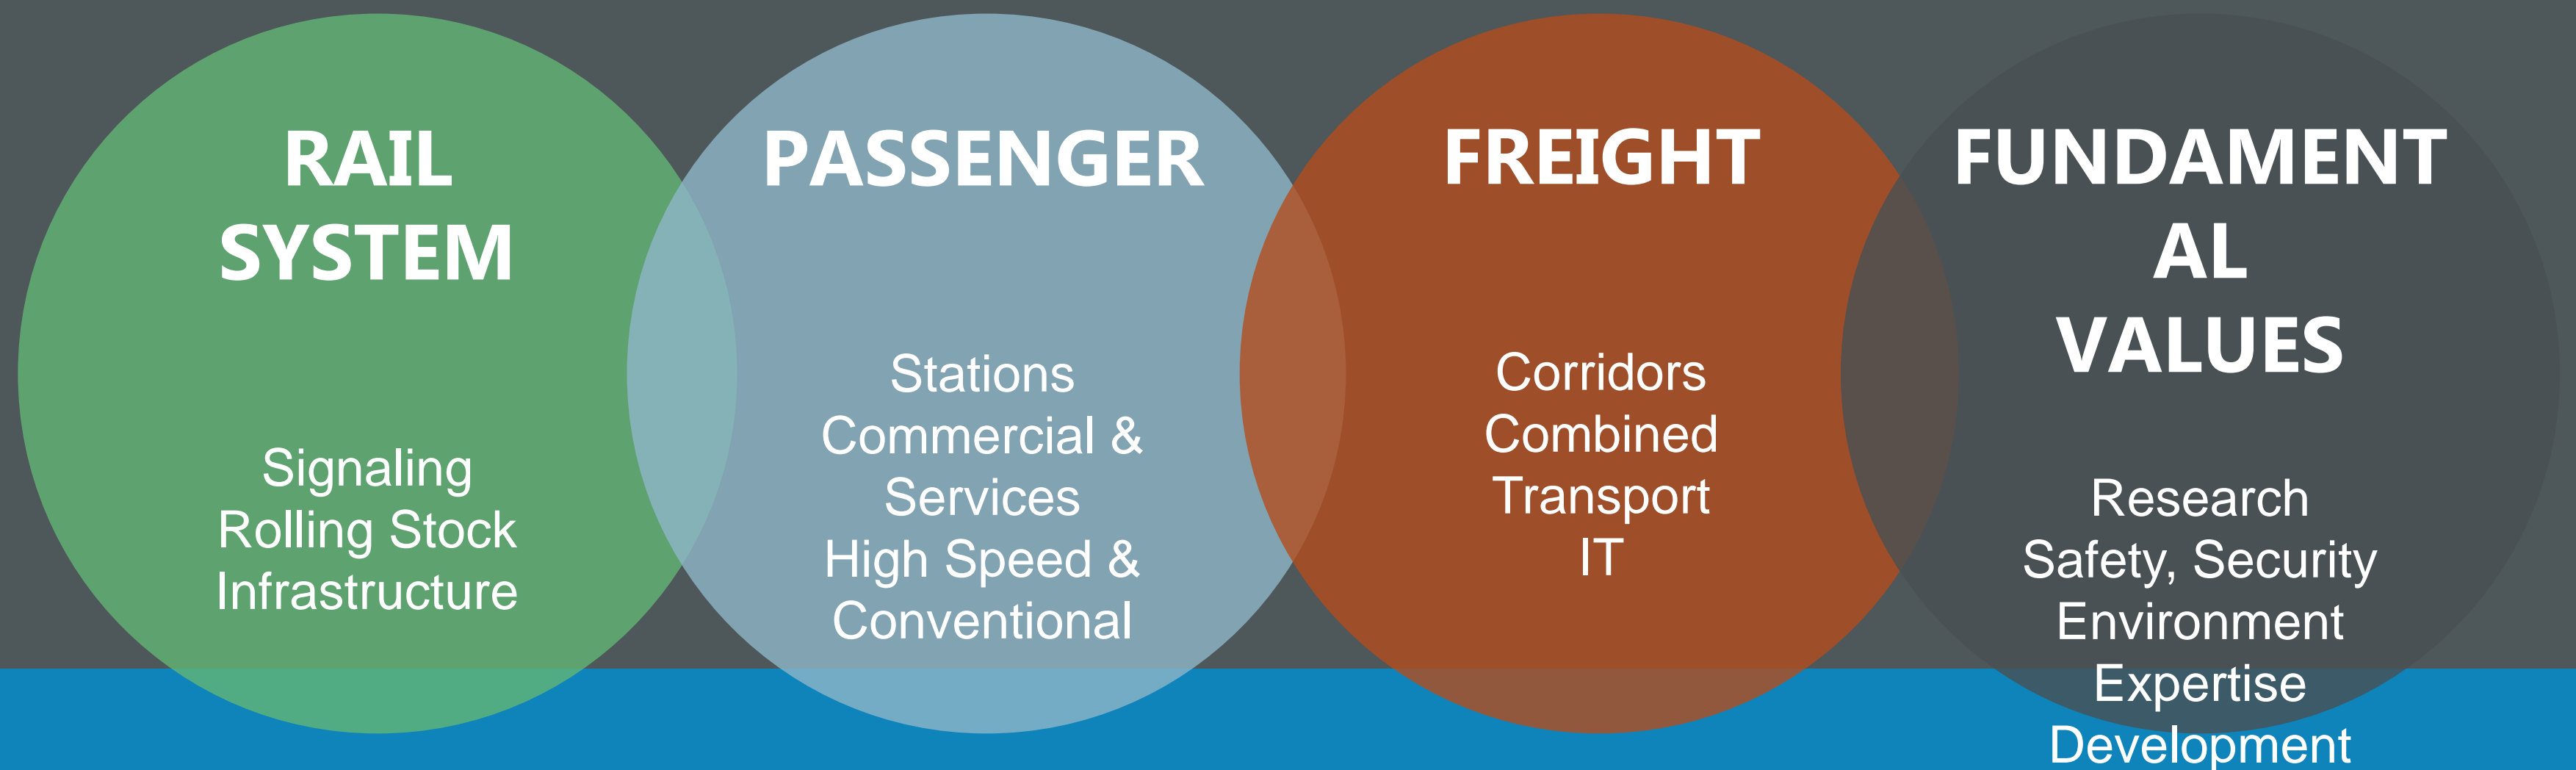 RAIL
SYSTEM
Signaling
Rolling Stock
Infrastructure
PASSENGER
Stations
Commercial &
Services
High Speed &
Conventional
FREIGHT
Corridors
Combined
Transport
IT
FUNDAMENT
AL
VALUES
Research
Safety, Security
Environment
Expertise
Development